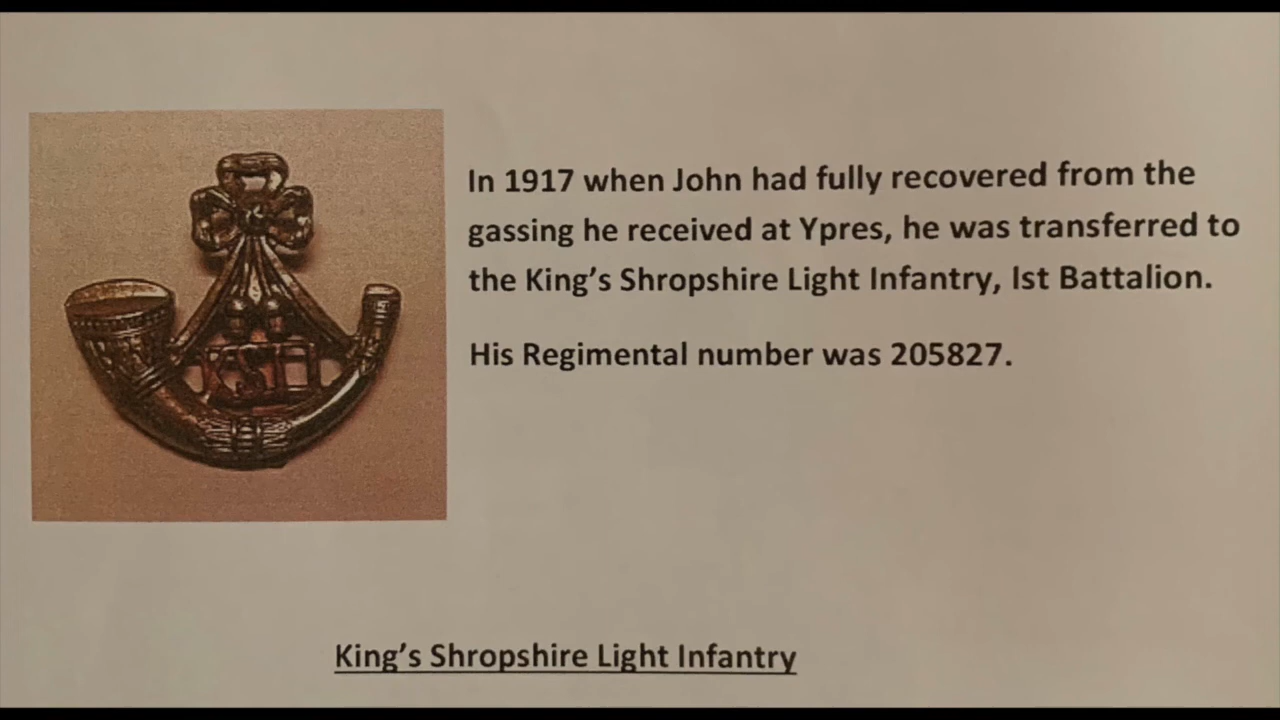 In 1917 when John had fully recovered from the
gassing he received at Ypres, he was transferred to
the King's Shropshire Light Infantry, Ist Battalion.
His Regimental number was 205827.
KSLI
King's Shropshire Light Infantry